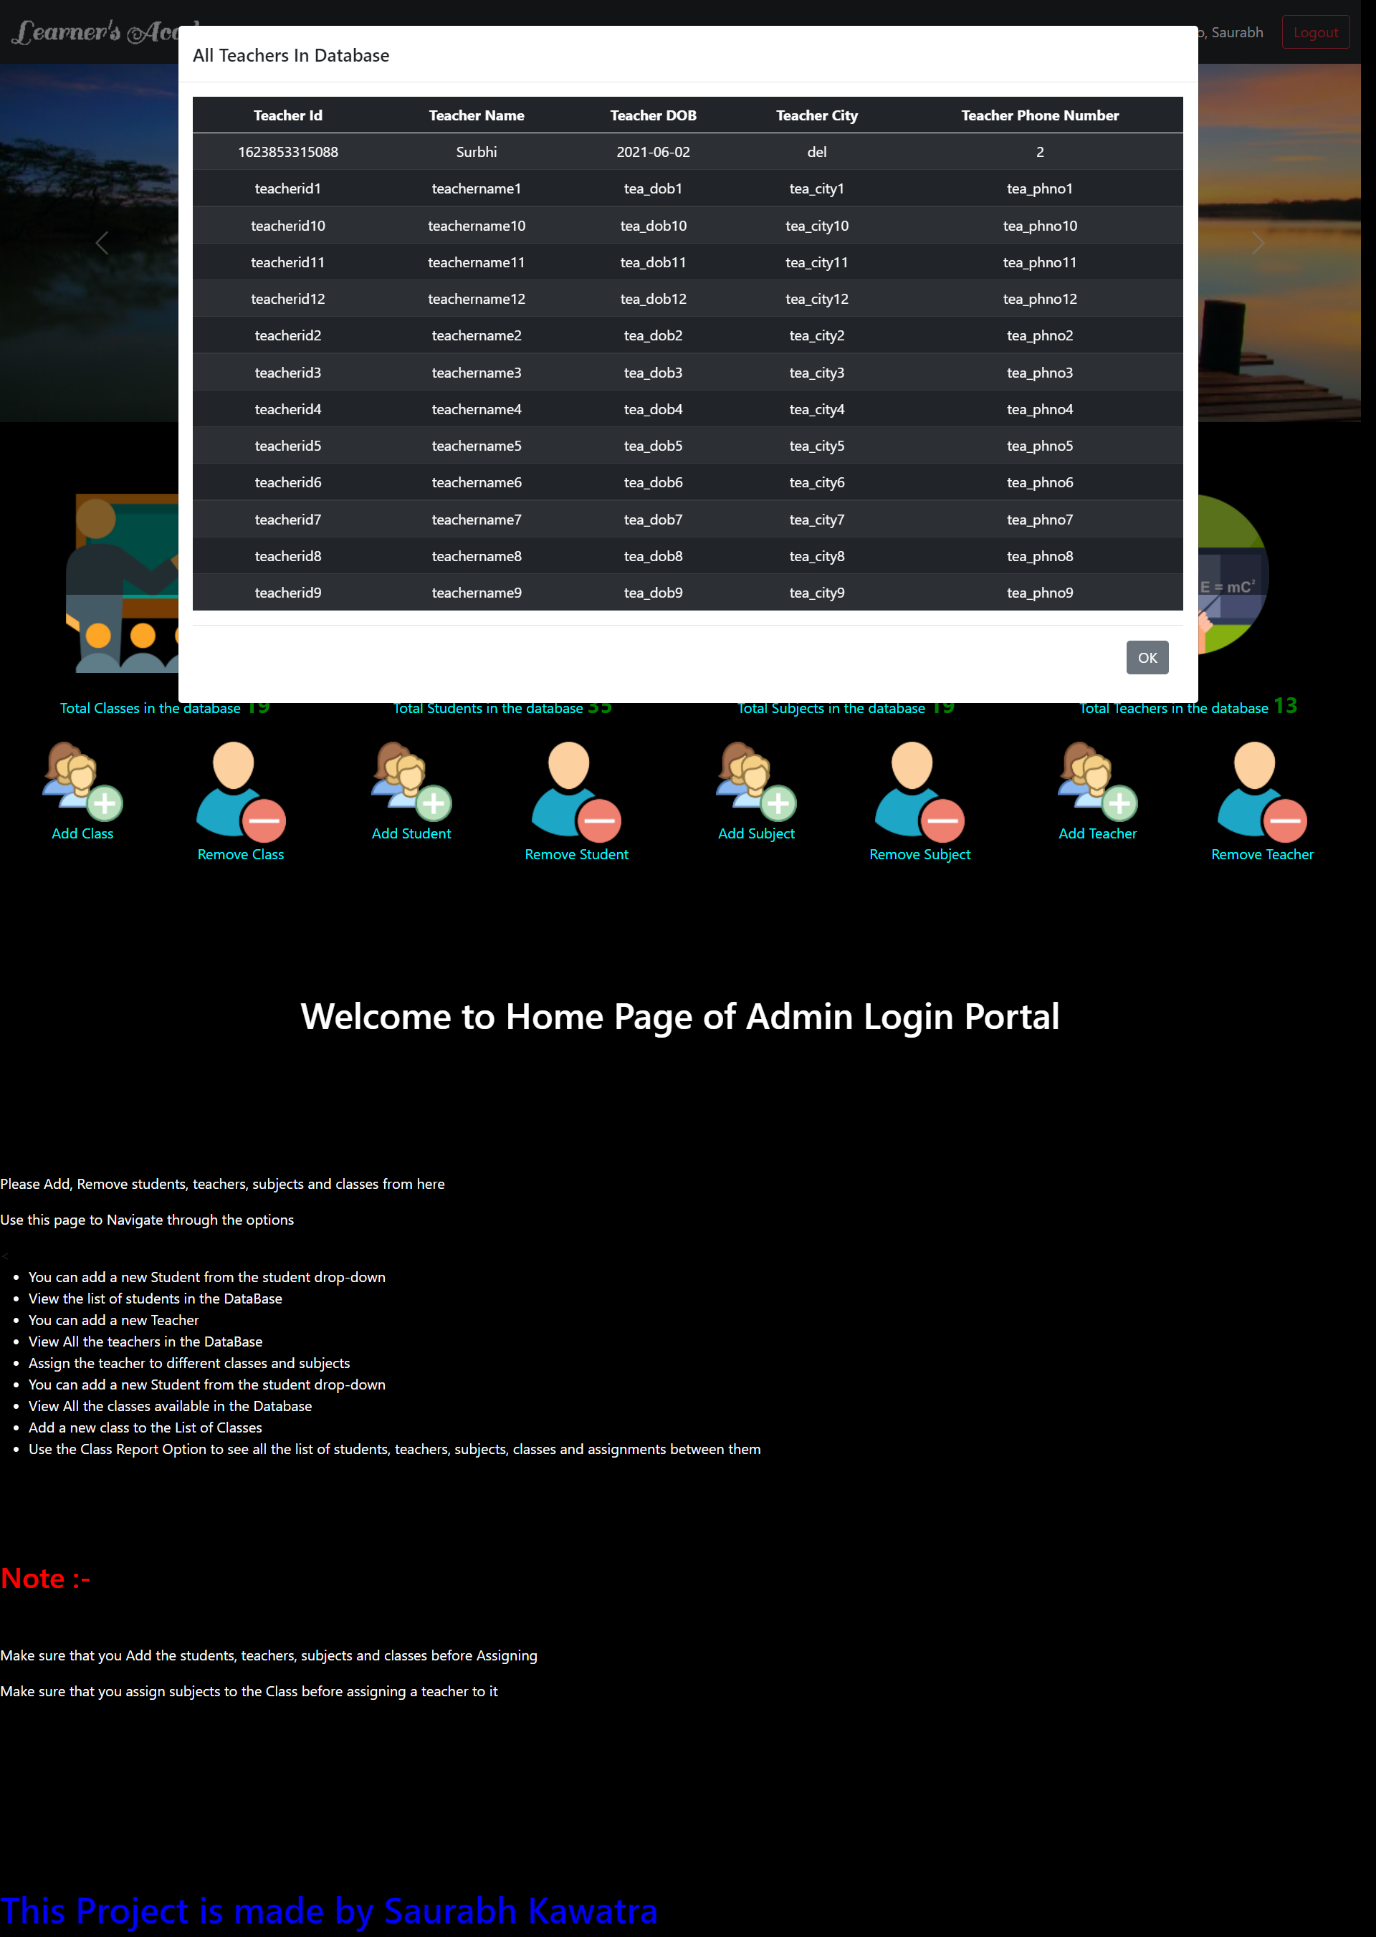 Learner's Aca
All Teachers In Database
o, Saurabh
Logout
Teacher Id Teacher Name Teacher DOB Teacher City Teacher Phone Number
1623853315088 Surbhi 2021-06-02 del 2
teacherid1 teachername1 tea_dob1 tea_city1 tea_phno1
teacherid10 teachername10 tea_dob10 tea_city10 tea_phno10
teacherid11 teachername11 tea_dob11 tea_city11 tea_phno11
teacherid12 teachername12 tea_dob12 tea_city12 tea_phno12
teacherid2 teachername2 tea_dob2 tea_city2 tea_phno2
teacherid3 teachername3 tea_dob3 tea_city3 tea_phno3
teacherid4 teachername4 tea_dob4 tea_city4 tea_phno4
teacherid5 teachername5 tea_dob5 tea_city5 tea_phno5
teacherid6 teachername6 tea_dob6 tea_city6 tea_phno6
teacherid7 teachername7 tea_dob7 tea_city7 tea_phno7
teacherid8 teachername8 tea_dob8 tea_city8 tea_phno8
teacherid9 teachername9 tea_dob9 tea_city9 tea_phno9
E = mC²
OK
Total Classes in the database 19
Total Students in the database 35
Total Subjects in the database 19
Total Teachers in the database 13
Add Class
Remove Class
Add Student
Remove Student
Add Subject
Remove Subject
Add Teacher
Remove Teacher
Welcome to Home Page of Admin Login Portal
Please Add, Remove students, teachers, subjects and classes from here
Use this page to Navigate through the options
<
• You can add a new Student from the student drop-down
• View the list of students in the DataBase
• You can add a new Teacher
• View All the teachers in the DataBase
• Assign the teacher to different classes and subjects
• You can add a new Student from the student drop-down
• View All the classes available in the Database
• Add a new class to the List of Classes
• Use the Class Report Option to see all the list of students, teachers, subjects, classes and assignments between them
Note :-
Make sure that you Add the students, teachers, subjects and classes before Assigning
Make sure that you assign subjects to the Class before assigning a teacher to it
This Project is made by Saurabh Kawatra